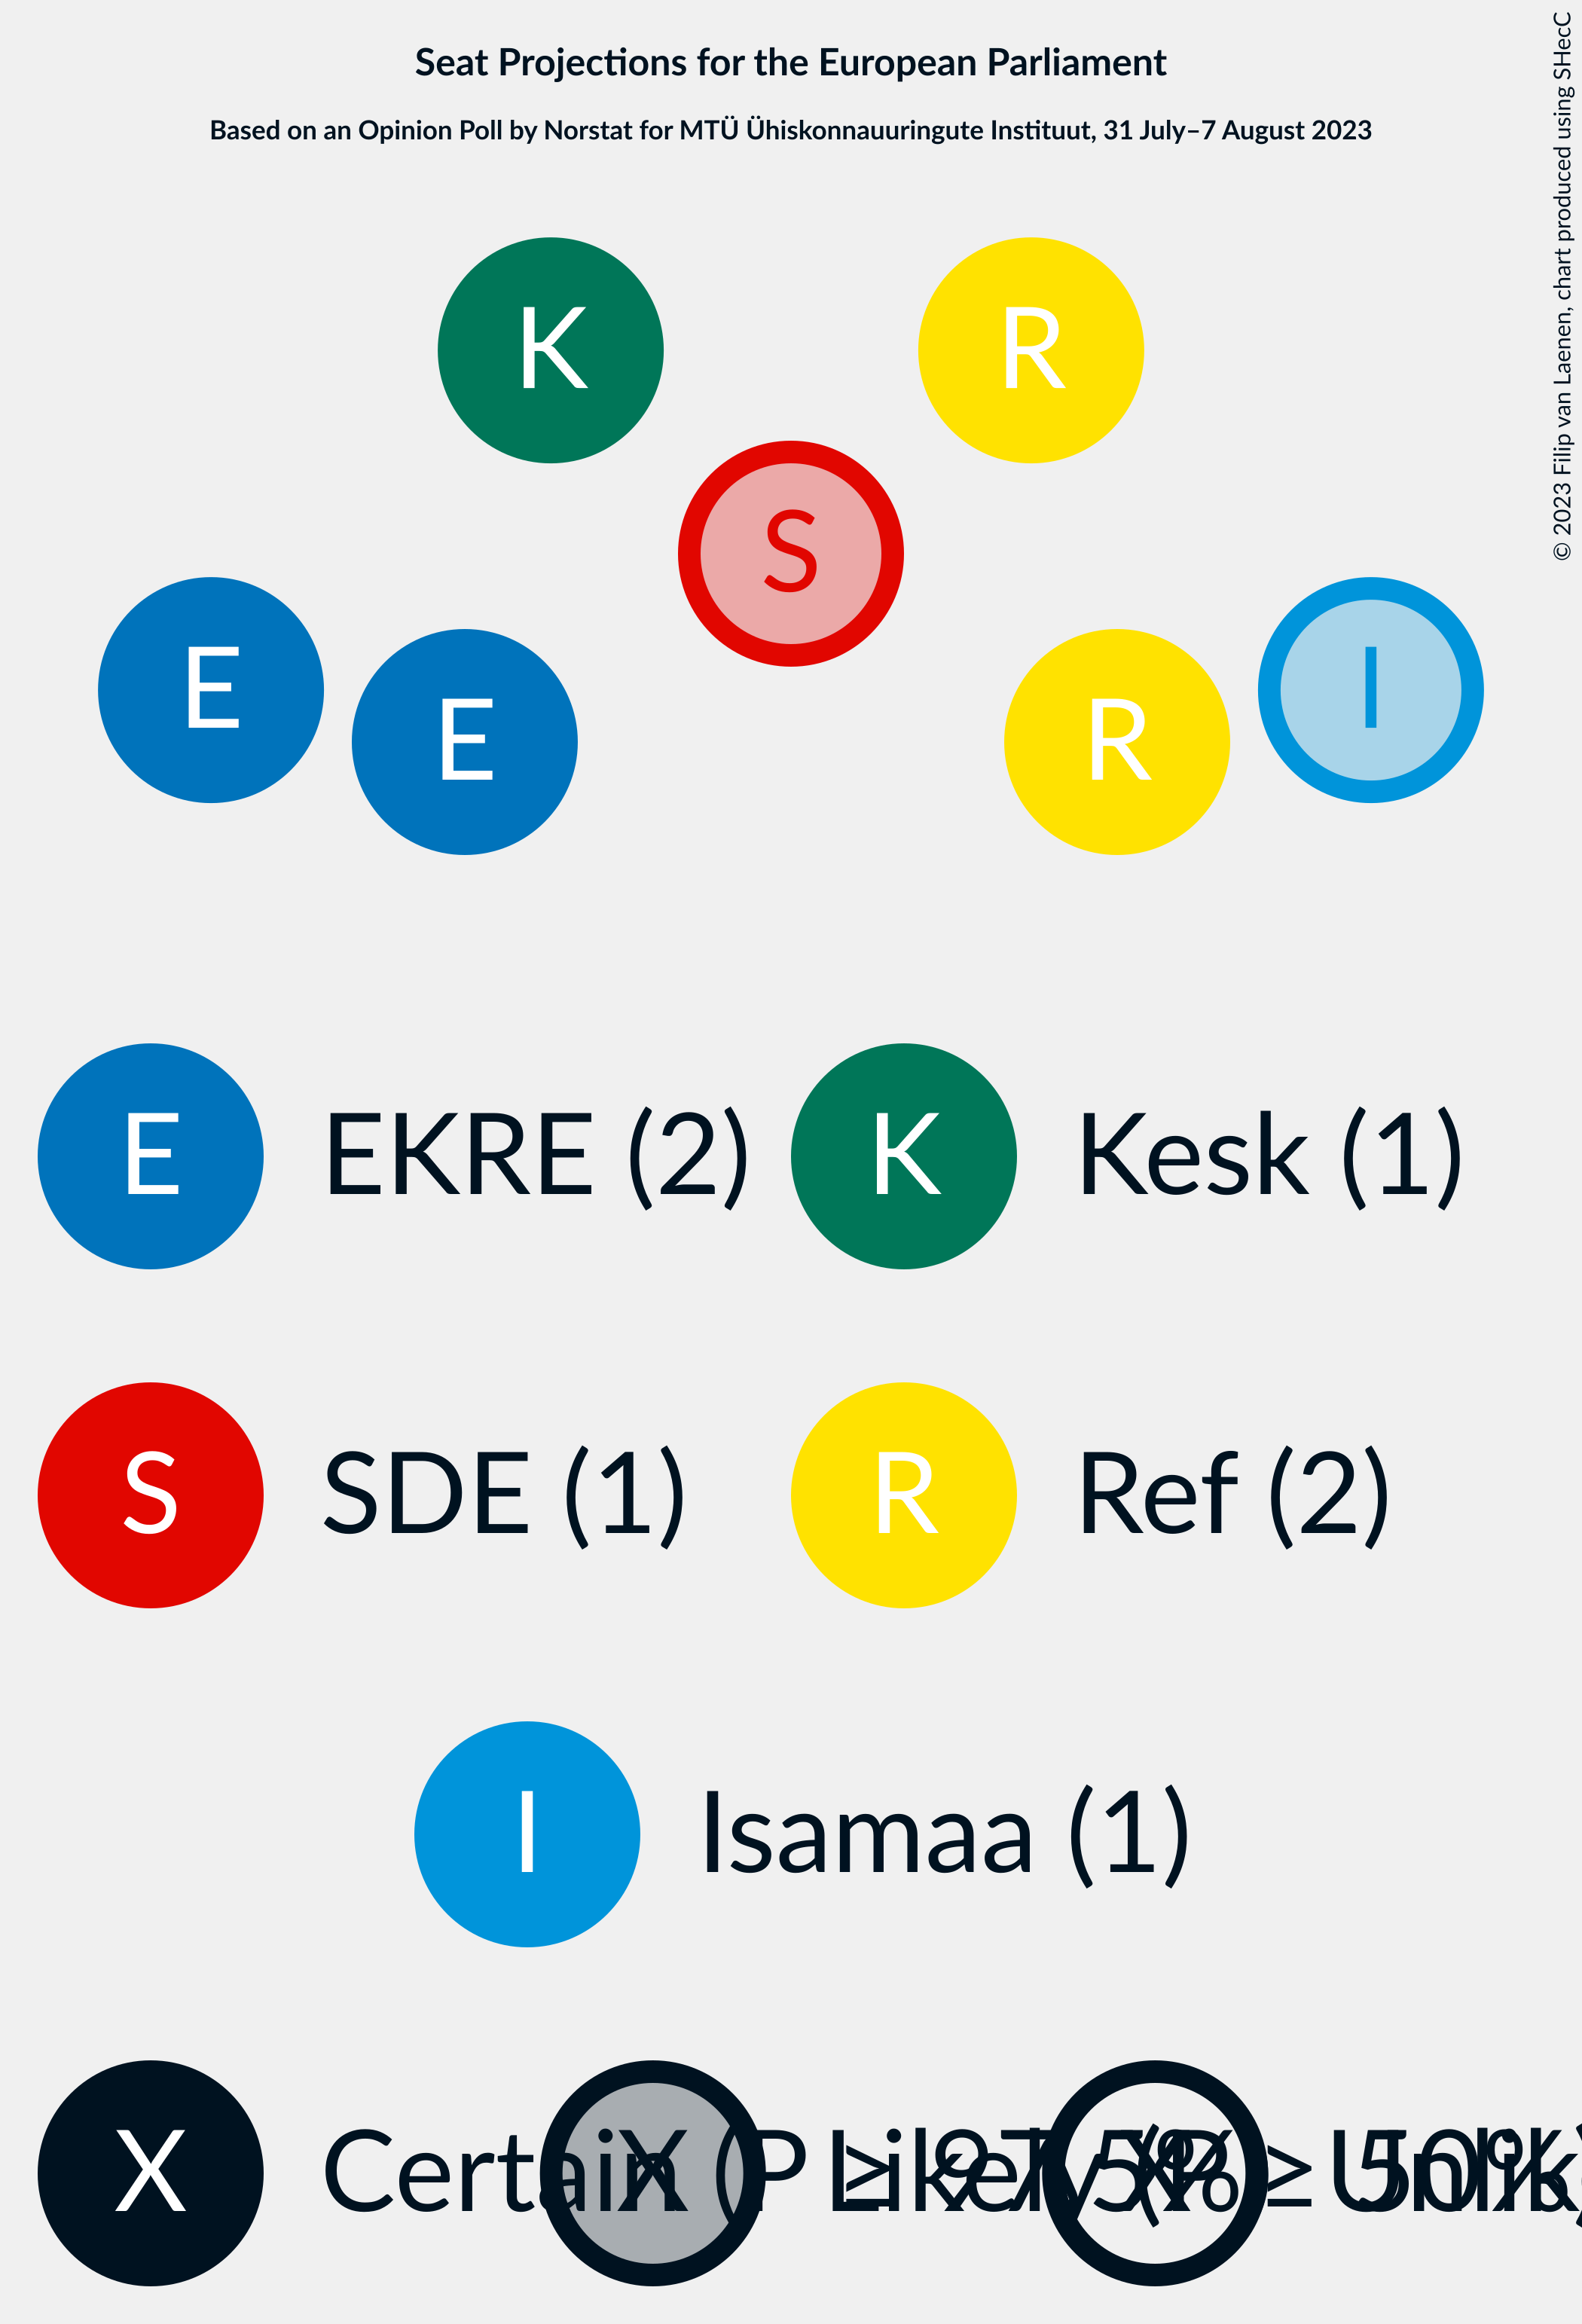 Seat Projections for the European Parliament
Based on an Opinion Poll by Norstat for MTÜ Ühiskonnauuringute Instituut, 31 July–7 August 2023
© 2023 Filip van Laenen, chart produced using SHecC
K
R
S
E
I
E
R
E EKRE (2) K Kesk (1)
S SDE (1) R Ref (2)
I Isamaa (1)
X Certain (P ≥ X Likely X